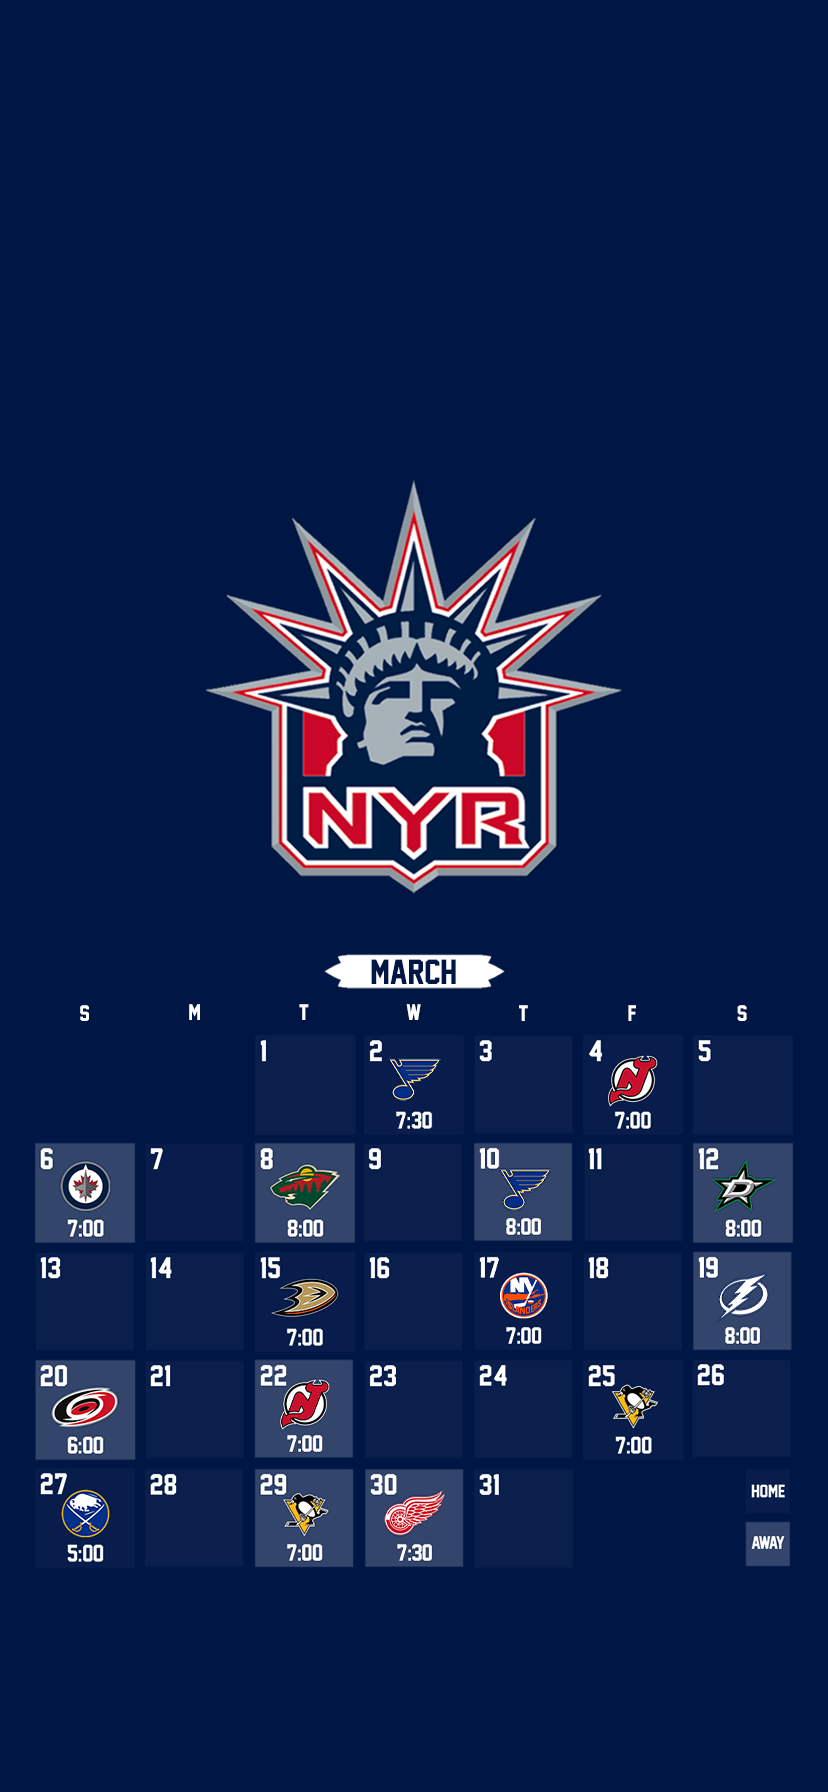 NYR
MARCH
S M T W T F S
1 2 3 4 5
7:30 7:00
6 7 8 9 10 11 12
7:00 8:00 8:00 8:00
13 14 15 16 17 18 19
NY
ISLANDERS
7:00 7:00 8:00
20 21 22 23 24 25 26
6:00 7:00 7:00
27 28 29 30 31
HOME
5:00 7:00 7:30
AWAY